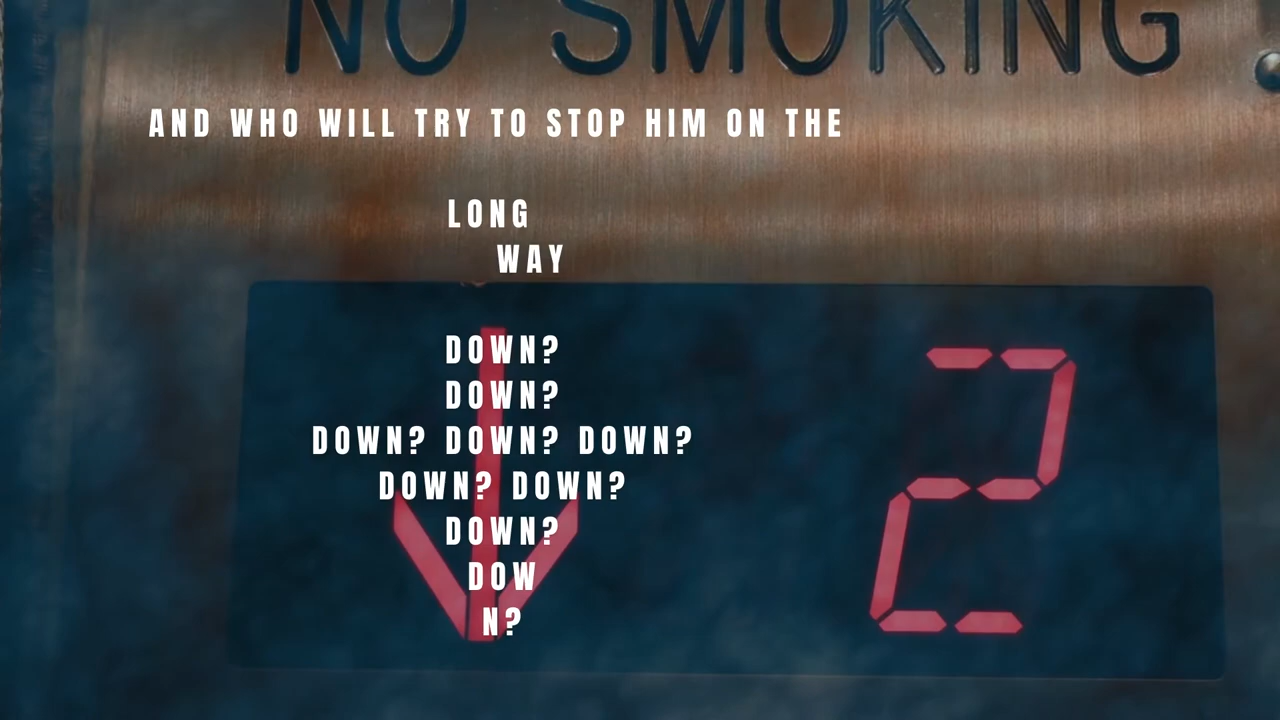 NO SMOKING
AND WHO WILL TRY TO STOP HIM ON THE
LONG
WAY
DOWN?
DOWN?
DOWN? DOWN? DOWN?
DOWN? DOWN?
DOWN?
DOW
N?
2